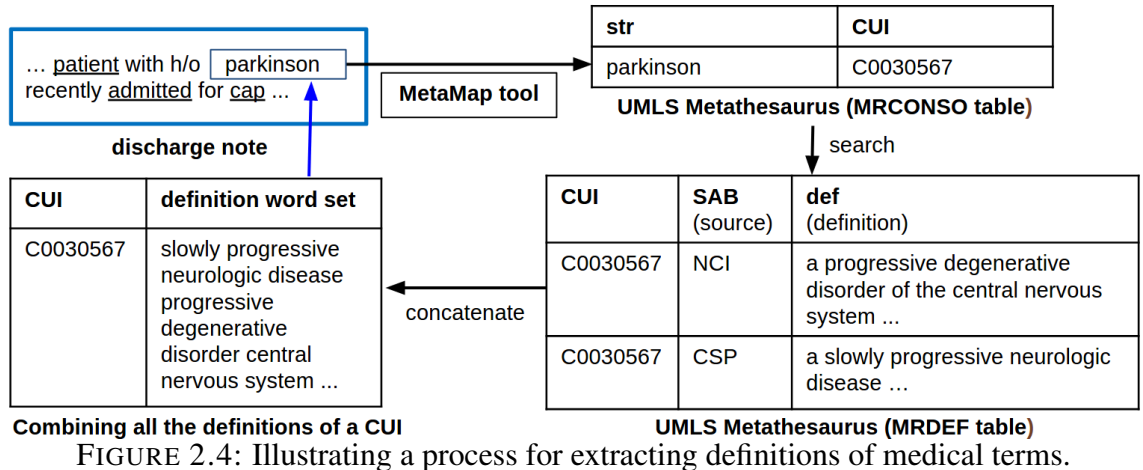 ... patient with h/o parkinson
recently admitted for cap ...
discharge note
MetaMap tool
str CUI
parkinson C0030567
UMLS Metathesaurus (MRCONSO table)
search
CUI SAB def
(source) (definition)
C0030567 NCI a progressive degenerative
disorder of the central nervous
system ...
C0030567 CSP a slowly progressive neurologic
disease ...
UMLS Metathesaurus (MRDEF table)
concatenate
CUI definition word set
C0030567 slowly progressive
neurologic disease
progressive
degenerative
disorder central
nervous system ...
Combining all the definitions of a CUI
FIGURE 2.4: Illustrating a process for extracting definitions of medical terms.